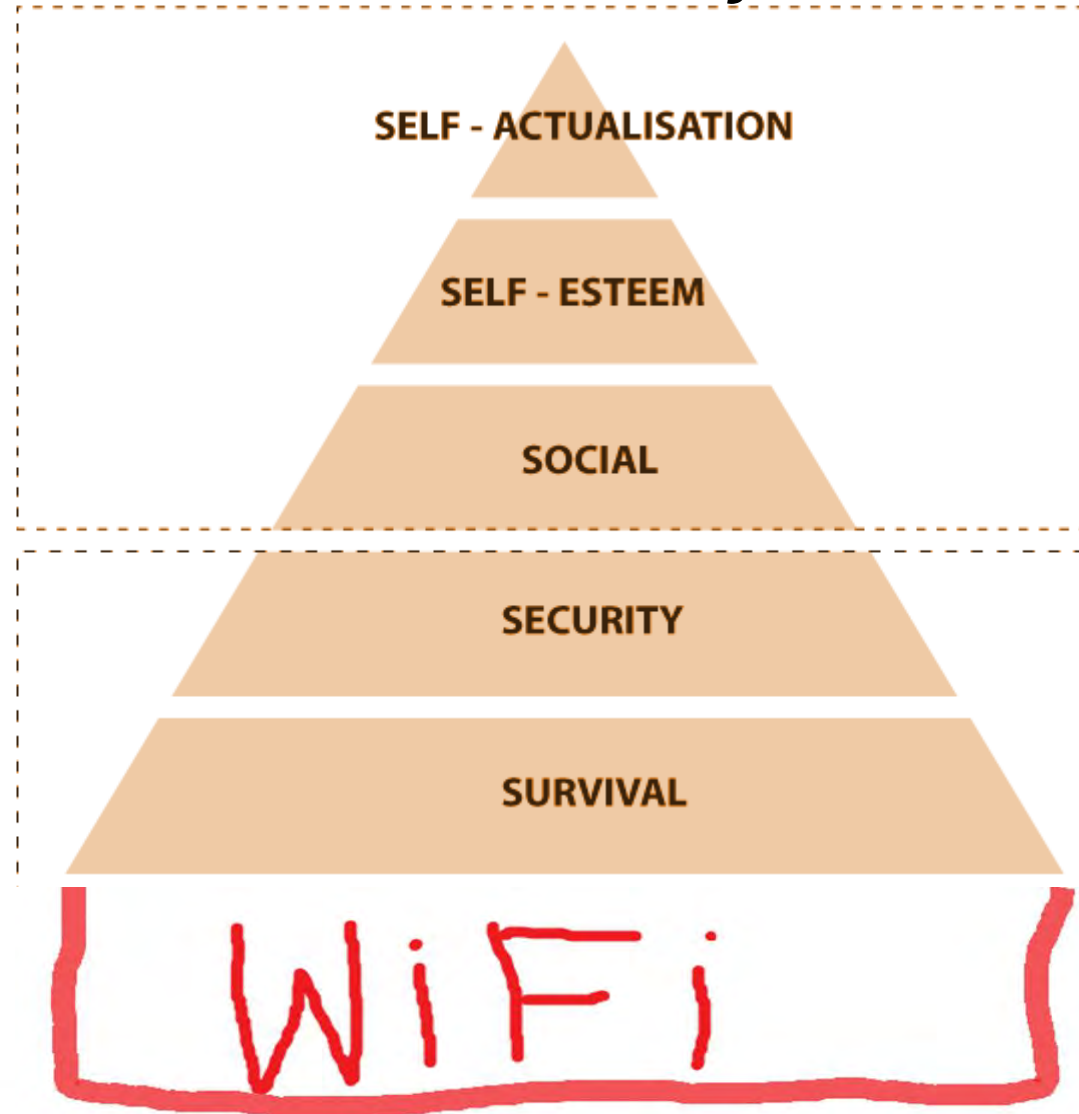 SELF - ACTUALISATION
SELF - ESTEEM
SOCIAL
SECURITY
SURVIVAL
WiFi